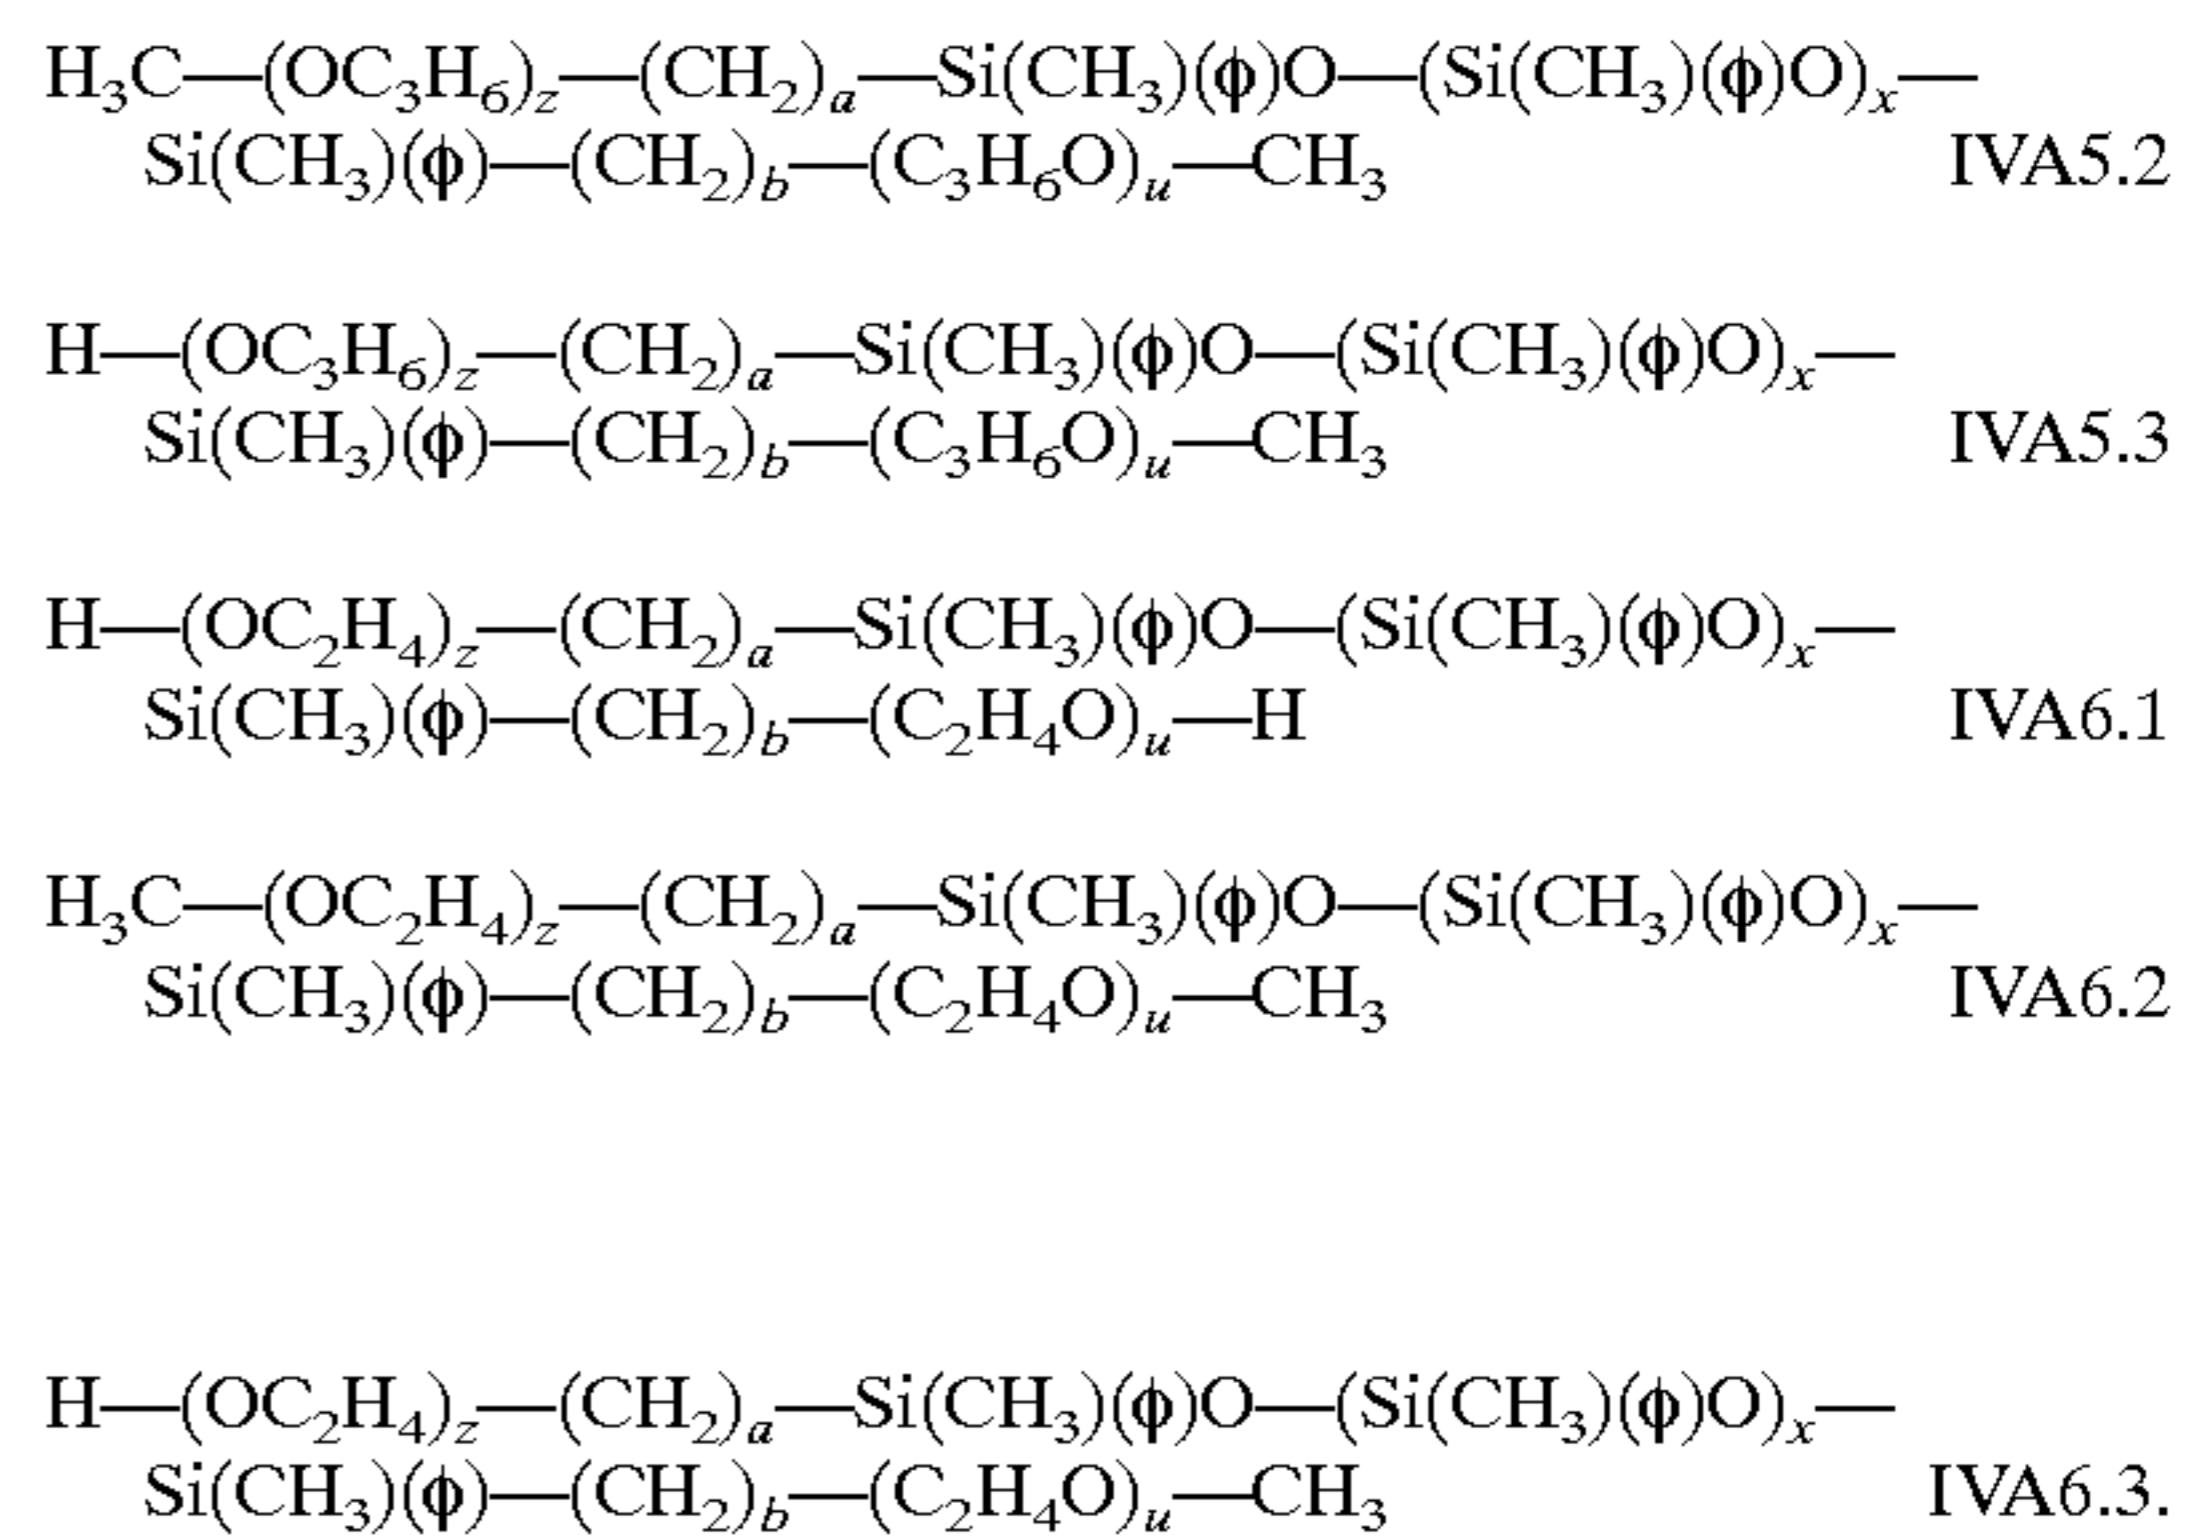 H₃C—(OC₃H₆)z—(CH₂)a—Si(CH₃)(ϕ)O—(Si(CH₃)(ϕ)O)x—
Si(CH₃)(ϕ)—(CH₂)b—(C₃H₆O)u—CH₃ IVA5.2
H—(OC₃H₆)z—(CH₂)a—Si(CH₃)(ϕ)O—(Si(CH₃)(ϕ)O)x—
Si(CH₃)(ϕ)—(CH₂)b—(C₃H₆O)u—CH₃ IVA5.3
H—(OC₂H₄)z—(CH₂)a—Si(CH₃)(ϕ)O—(Si(CH₃)(ϕ)O)x—
Si(CH₃)(ϕ)—(CH₂)b—(C₂H₄O)u—H IVA6.1
H₃C—(OC₂H₄)z—(CH₂)a—Si(CH₃)(ϕ)O—(Si(CH₃)(ϕ)O)x—
Si(CH₃)(ϕ)—(CH₂)b—(C₂H₄O)u—CH₃ IVA6.2
H—(OC₂H₄)z—(CH₂)a—Si(CH₃)(ϕ)O—(Si(CH₃)(ϕ)O)x—
Si(CH₃)(ϕ)—(CH₂)b—(C₂H₄O)u—CH₃ IVA6.3.